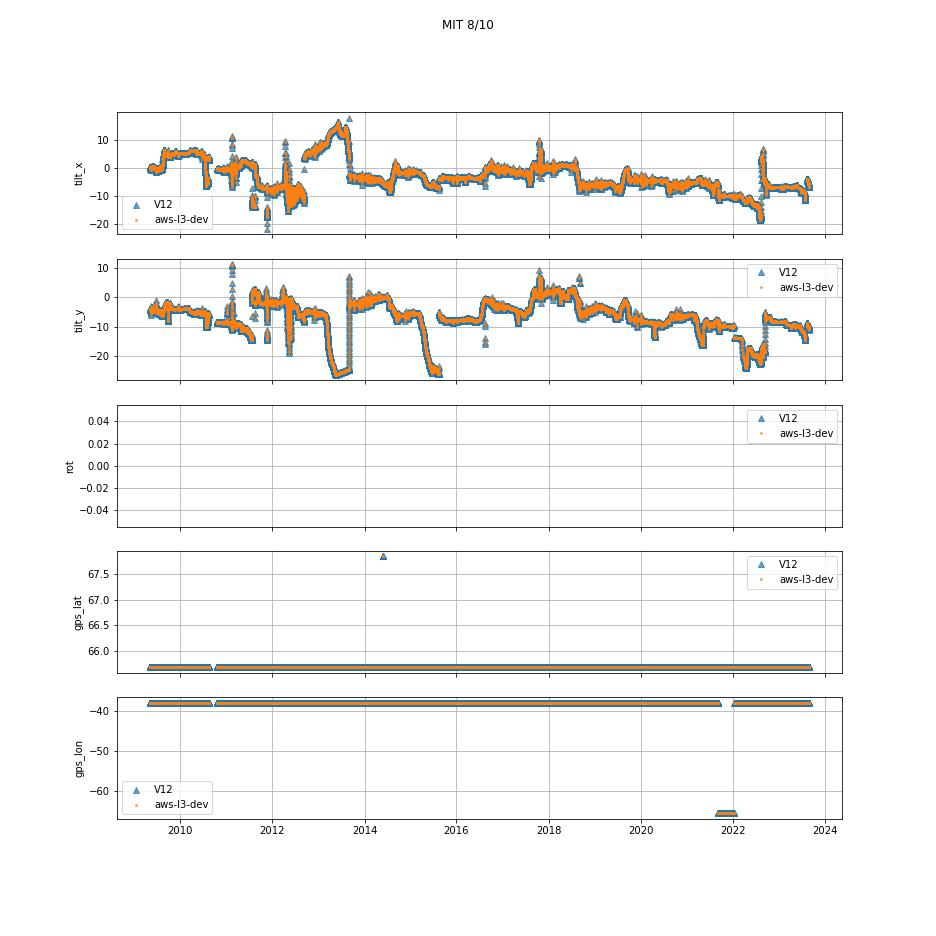 MIT 8/10
10
0
−10
−20
tilt_x
V12
aws-l3-dev
10
0
−10
−20
tilt_y
V12
aws-l3-dev
0.04
0.02
0.00
−0.02
−0.04
rot
V12
aws-l3-dev
67.5
67.0
66.5
66.0
gps_lat
V12
aws-l3-dev
−40
−50
−60
gps_lon
V12
aws-l3-dev
2010 2012 2014 2016 2018 2020 2022 2024